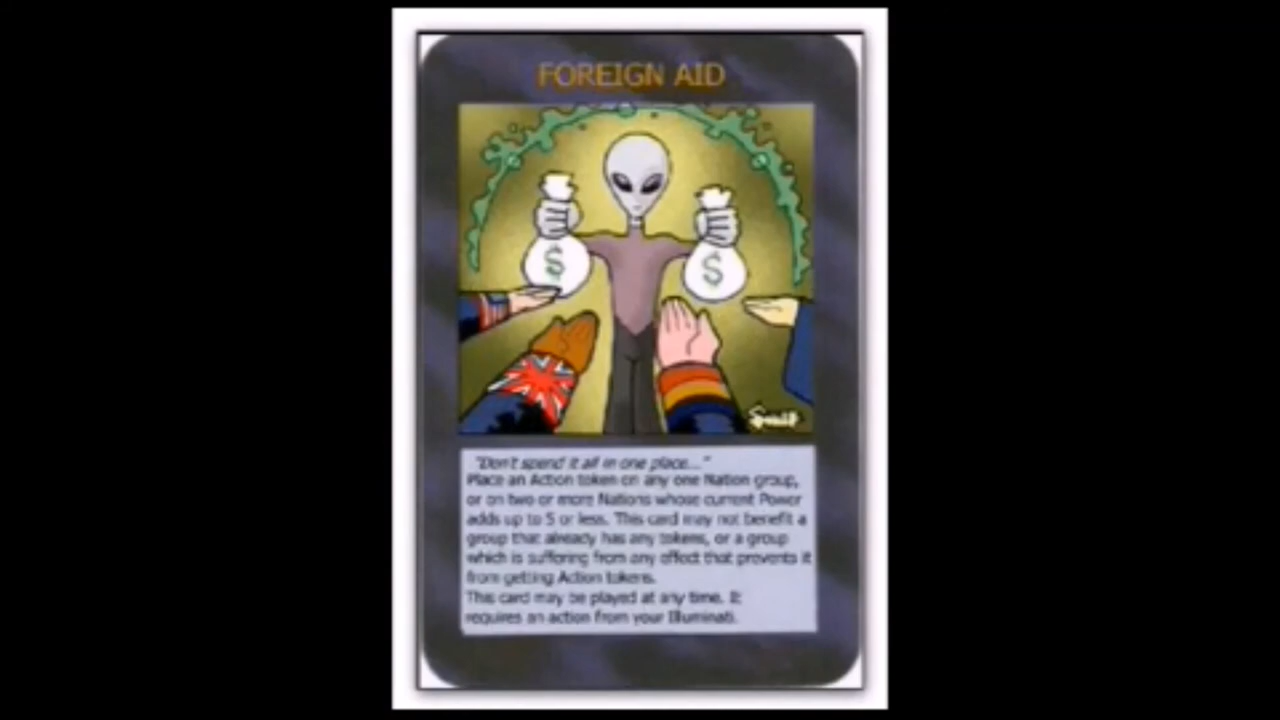 FOREIGN AID
$ $
"Don't spend it all in one place..."
Place an Action token on any one Nation group,
or on two or more Nations whose current Power
adds up to 5 or less. This card may not benefit a
group that already has any tokens, or a group
which is suffering from any effect that prevents it
from getting Action tokens.
This card may be played at any time. It
requires an action from your Illuminati.